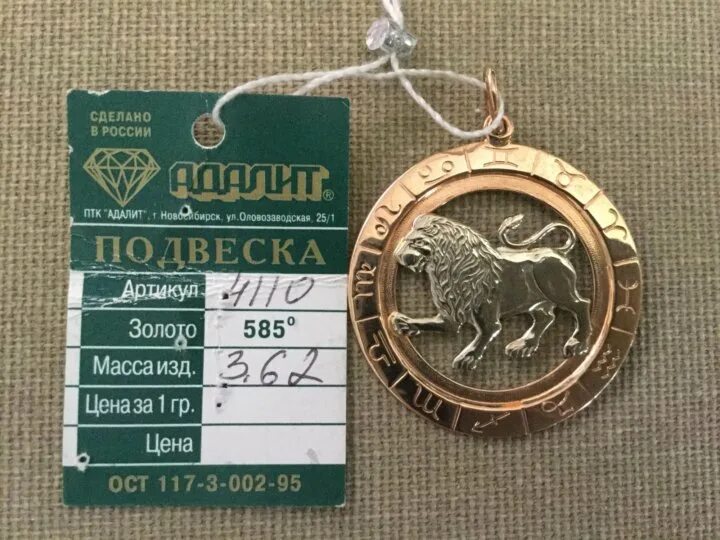 СДЕЛАНО
В РОССИИ
АДАЛИТ®
ПТК "АДАЛИТ", г. Новосибирск, ул. Оловозаводская, 25/1
ПОДВЕСКА
Артикул 4110
Золото 585°
Масса изд. 3,62
Цена за 1 гр.
Цена
ОСТ 117-3-002-95